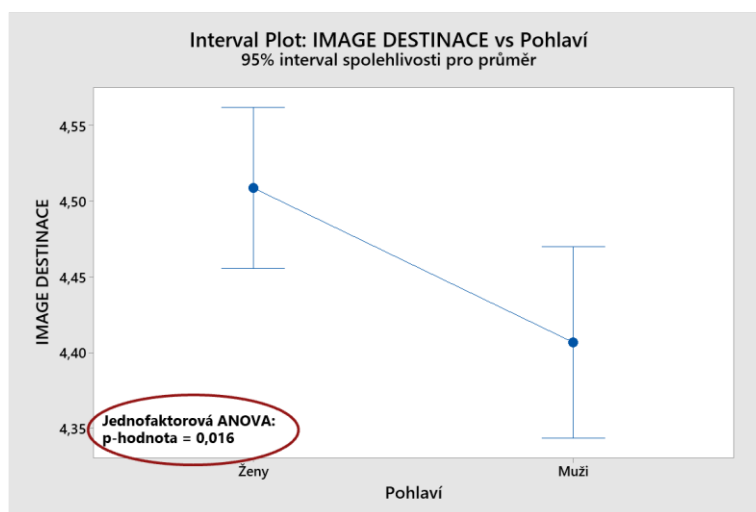 Interval Plot: IMAGE DESTINACE vs Pohlaví
95% interval spolehlivosti pro průměr
4,55
4,50
4,45
4,40
4,35
IMAGE DESTINACE
Jednofaktorová ANOVA:
p-hodnota = 0,016
Ženy
Muži
Pohlaví